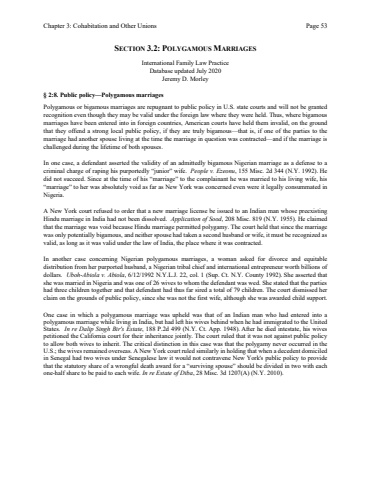 Chapter 3: Cohabitation and Other Unions Page 53
SECTION 3.2: POLYGAMOUS MARRIAGES
International Family Law Practice
Database updated July 2020
Jeremy D. Morley
§ 2:8. Public policy—Polygamous marriages
Polygamous or bigamous marriages are repugnant to public policy in U.S. state courts and will not be granted
recognition even though they may be valid under the foreign law where they were held. Thus, where bigamous
marriages have been entered into in foreign countries, American courts have held them invalid, on the ground
that they offend a strong local public policy, if they are truly bigamous—that is, if one of the parties to the
marriage had another spouse living at the time the marriage in question was contracted—and if the marriage is
challenged during the lifetime of both spouses.
In one case, a defendant asserted the validity of an admittedly bigamous Nigerian marriage as a defense to a
criminal charge of raping his purportedly “junior” wife. People v. Ezeonu, 155 Misc. 2d 344 (N.Y. 1992). He
did not succeed. Since at the time of his “marriage” to the complainant he was married to his living wife, his
“marriage” to her was absolutely void as far as New York was concerned even were it legally consummated in
Nigeria.
A New York court refused to order that a new marriage license be issued to an Indian man whose preexisting
Hindu marriage in India had not been dissolved. Application of Sood, 208 Misc. 819 (N.Y. 1955). He claimed
that the marriage was void because Hindu marriage permitted polygamy. The court held that since the marriage
was only potentially bigamous, and neither spouse had taken a second husband or wife, it must be recognized as
valid, as long as it was valid under the law of India, the place where it was contracted.
In another case concerning Nigerian polygamous marriages, a woman asked for divorce and equitable
distribution from her purported husband, a Nigerian tribal chief and international entrepreneur worth billions of
dollars. Ubah-Abiola v. Abiola, 6/12/1992 N.Y.L.J. 22, col. 1 (Sup. Ct. N.Y. County 1992). She asserted that
she was married in Nigeria and was one of 26 wives to whom the defendant was wed. She stated that the parties
had three children together and that defendant had thus far sired a total of 79 children. The court dismissed her
claim on the grounds of public policy, since she was not the first wife, although she was awarded child support.
One case in which a polygamous marriage was upheld was that of an Indian man who had entered into a
polygamous marriage while living in India, but had left his wives behind when he had immigrated to the United
States. In re Dalip Singh Bir's Estate, 188 P.2d 499 (N.Y. Ct. App. 1948). After he died intestate, his wives
petitioned the California court for their inheritance jointly. The court ruled that it was not against public policy
to allow both wives to inherit. The critical distinction in this case was that the polygamy never occurred in the
U.S.; the wives remained overseas. A New York court ruled similarly in holding that when a decedent domiciled
in Senegal had two wives under Senegalese law it would not contravene New York's public policy to provide
that the statutory share of a wrongful death award for a “surviving spouse” should be divided in two with each
one-half share to be paid to each wife. In re Estate of Diba, 28 Misc. 3d 1207(A) (N.Y. 2010).